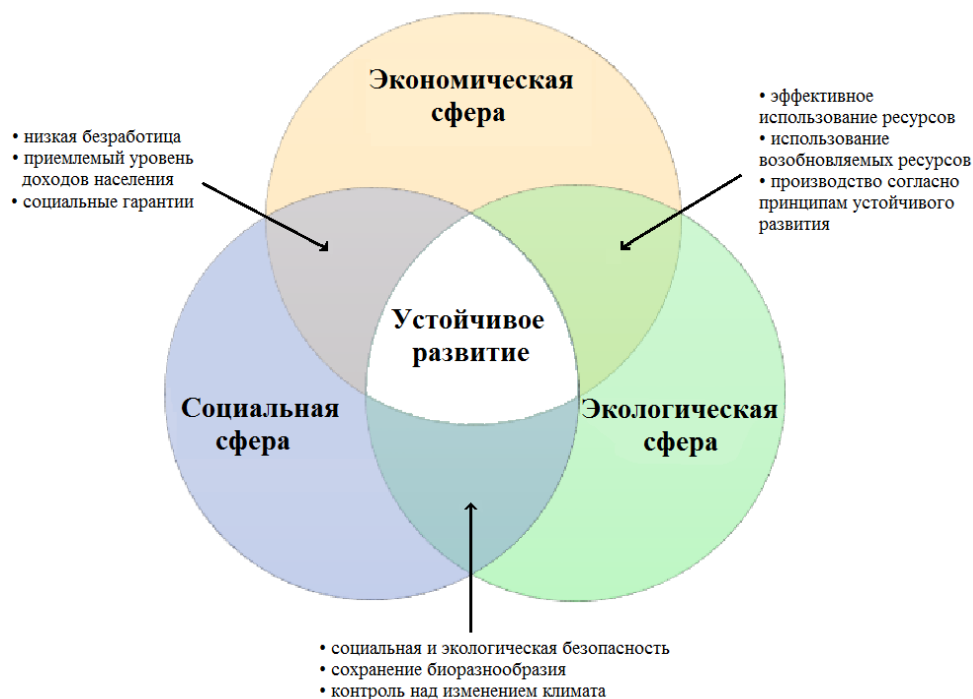 Экономическая
сфера
• низкая безработица
• приемлемый уровень
доходов населения
• социальные гарантии
• эффективное
использование ресурсов
• использование
возобновляемых ресурсов
• производство согласно
принципам устойчивого
развития
Устойчивое
развитие
Социальная
сфера
Экологическая
сфера
• социальная и экологическая безопасность
• сохранение биоразнообразия
• контроль над изменением климата